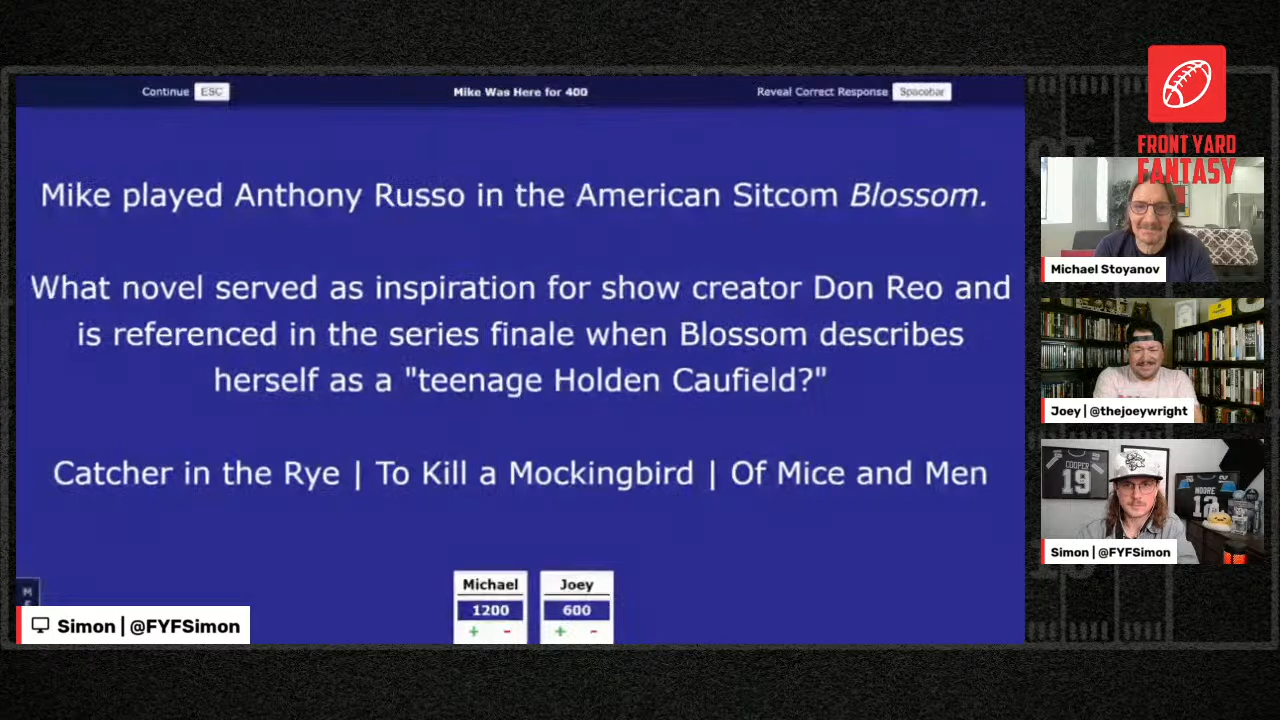 Continue ESC
Mike Was Here for 400
Reveal Correct Response Spacebar
Mike played Anthony Russo in the American Sitcom Blossom.
What novel served as inspiration for show creator Don Reo and
is referenced in the series finale when Blossom describes
herself as a "teenage Holden Caufield?"
Catcher in the Rye | To Kill a Mockingbird | Of Mice and Men
Michael
1200
+ -
Joey
600
+ -
Simon | @FYFSimon
FRONT YARD
FANTASY
Michael Stoyanov
Joey | @thejoeywright
COOPER
19
MOORE
12
Simon | @FYFSimon